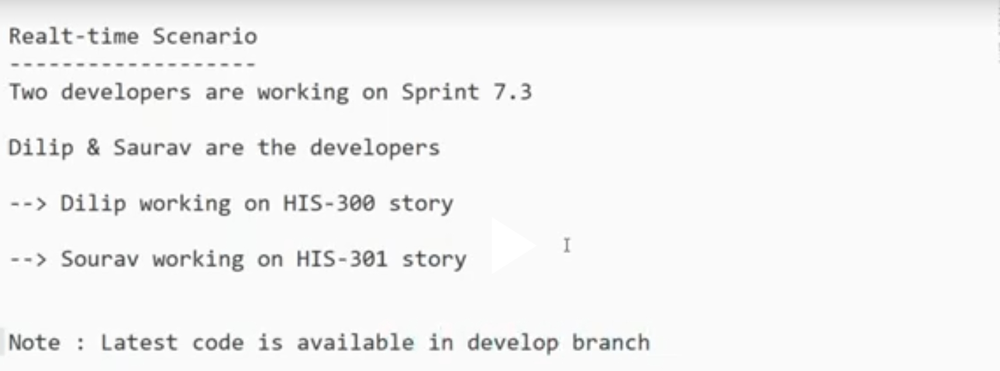 Realt-time Scenario
-------------------
Two developers are working on Sprint 7.3
Dilip & Saurav are the developers
--> Dilip working on HIS-300 story
--> Sourav working on HIS-301 story
Note : Latest code is available in develop branch